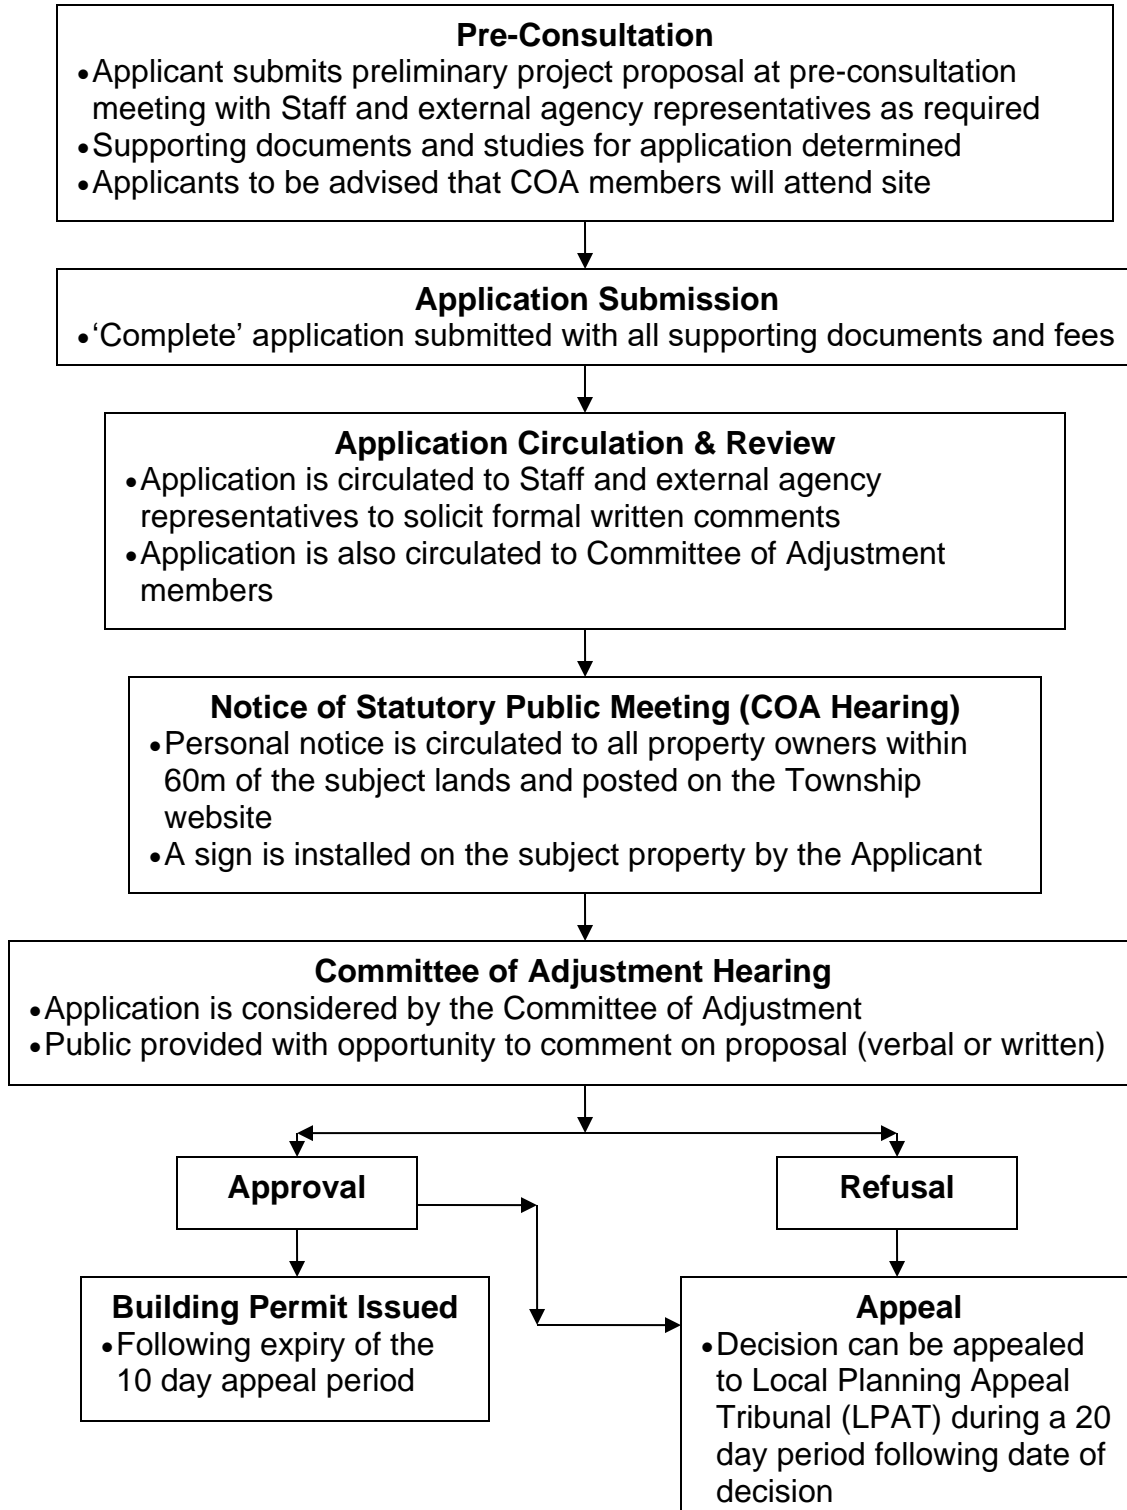 Pre-Consultation
•Applicant submits preliminary project proposal at pre-consultation
meeting with Staff and external agency representatives as required
•Supporting documents and studies for application determined
•Applicants to be advised that COA members will attend site
Application Submission
•‘Complete’ application submitted with all supporting documents and fees
Application Circulation & Review
•Application is circulated to Staff and external agency
representatives to solicit formal written comments
•Application is also circulated to Committee of Adjustment
members
Notice of Statutory Public Meeting (COA Hearing)
•Personal notice is circulated to all property owners within
60m of the subject lands and posted on the Township
website
•A sign is installed on the subject property by the Applicant
Committee of Adjustment Hearing
•Application is considered by the Committee of Adjustment
•Public provided with opportunity to comment on proposal (verbal or written)
Approval
Refusal
Building Permit Issued
•Following expiry of the
10 day appeal period
Appeal
•Decision can be appealed
to Local Planning Appeal
Tribunal (LPAT) during a 20
day period following date of
decision